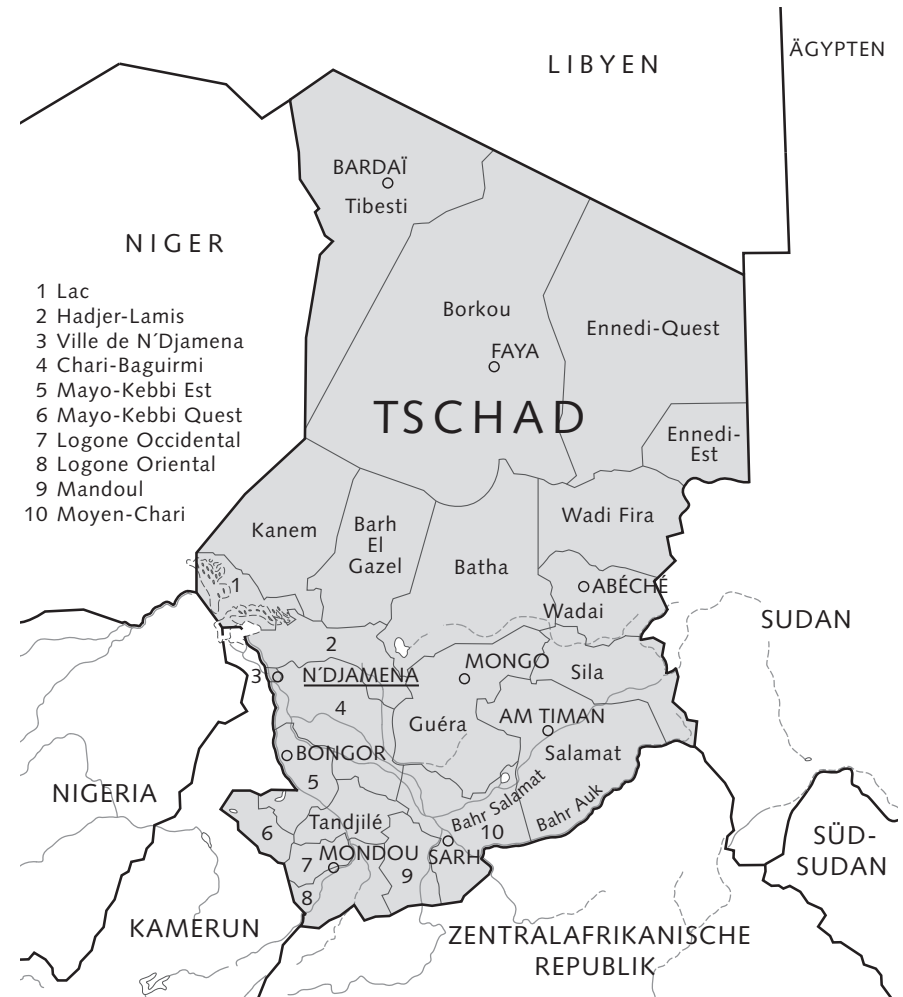 LIBYEN
ÄGYPTEN
BARDAÏ
Tibesti
NIGER
1 Lac
2 Hadjer-Lamis
3 Ville de N´Djamena
4 Chari-Baguirmi
5 Mayo-Kebbi Est
6 Mayo-Kebbi Quest
7 Logone Occidental
8 Logone Oriental
9 Mandoul
10 Moyen-Chari
Borkou
Ennedi-Quest
FAYA
TSCHAD
Ennedi-
Est
Kanem
Barh
El
Gazel
Batha
Wadi Fira
1
ABÉCHÉ
Wadai
SUDAN
2
MONGO
Sila
3
N´DJAMENA
4
Guéra
AM TIMAN
Salamat
BONGOR
5
NIGERIA
Bahr Salamat
Bahr Auk
6
Tandjilé
10
7
MONDOU
SARH
9
8
SÜD-
SUDAN
KAMERUN
ZENTRALAFRIKANISCHE
REPUBLIK